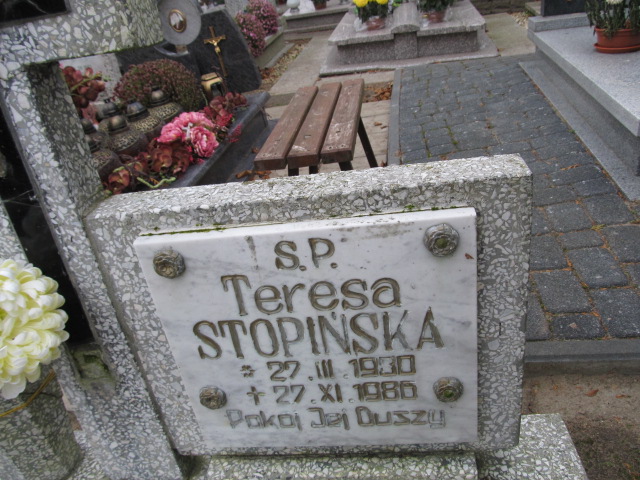 S.P.
Teresa
STOPIŃSKA
* 27 III 1930
+ 27. XI 1986
Pokój Jej Duszy